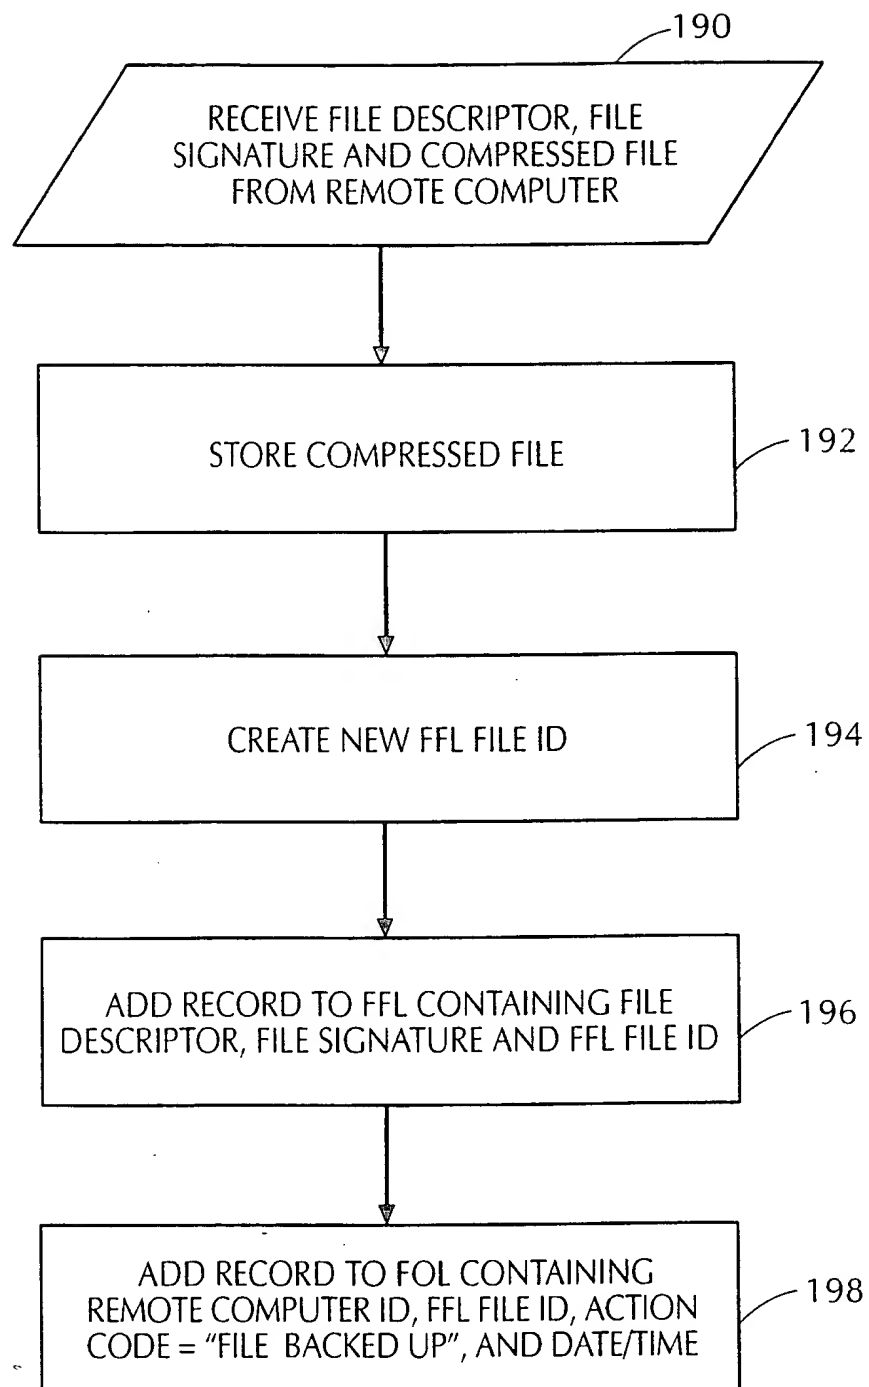 190
RECEIVE FILE DESCRIPTOR, FILE
SIGNATURE AND COMPRESSED FILE
FROM REMOTE COMPUTER
STORE COMPRESSED FILE
192
CREATE NEW FFL FILE ID
194
ADD RECORD TO FFL CONTAINING FILE
DESCRIPTOR, FILE SIGNATURE AND FFL FILE ID
196
ADD RECORD TO FOL CONTAINING
REMOTE COMPUTER ID, FFL FILE ID, ACTION
CODE = "FILE BACKED UP", AND DATE/TIME
198